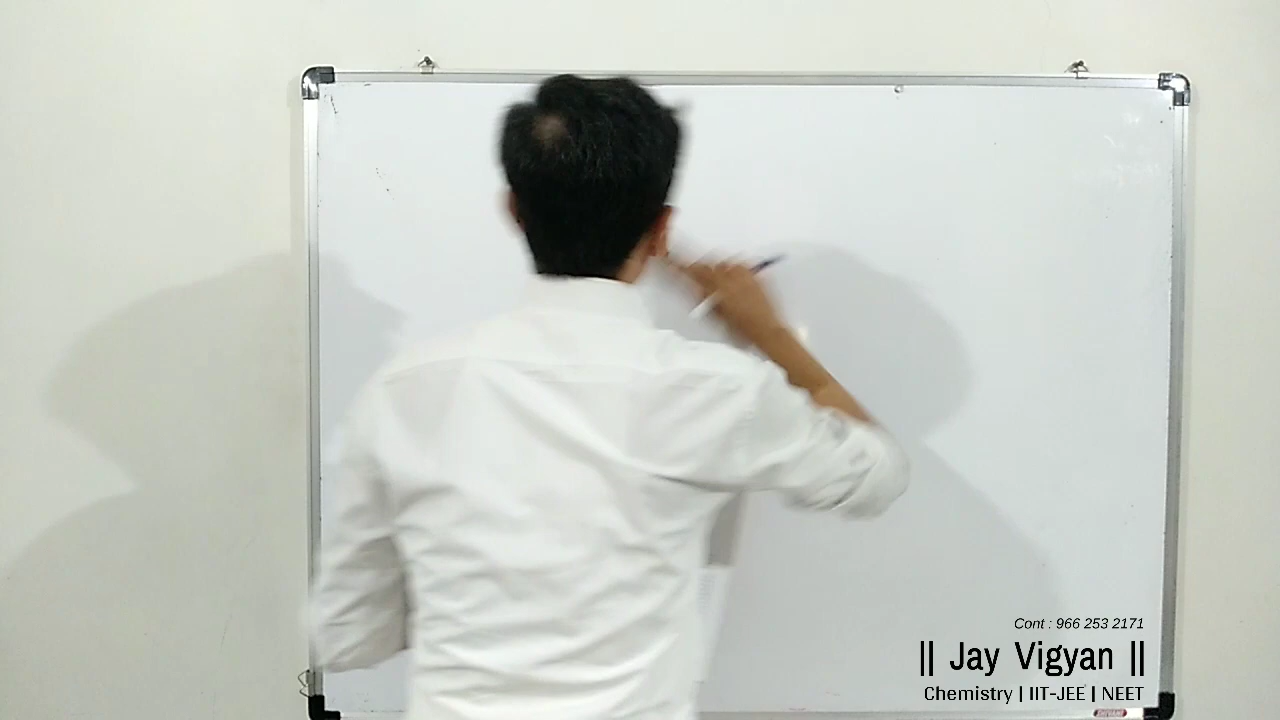 Cont : 966 253 2171
|| Jay Vigyan ||
Chemistry | IIT-JEE | NEET